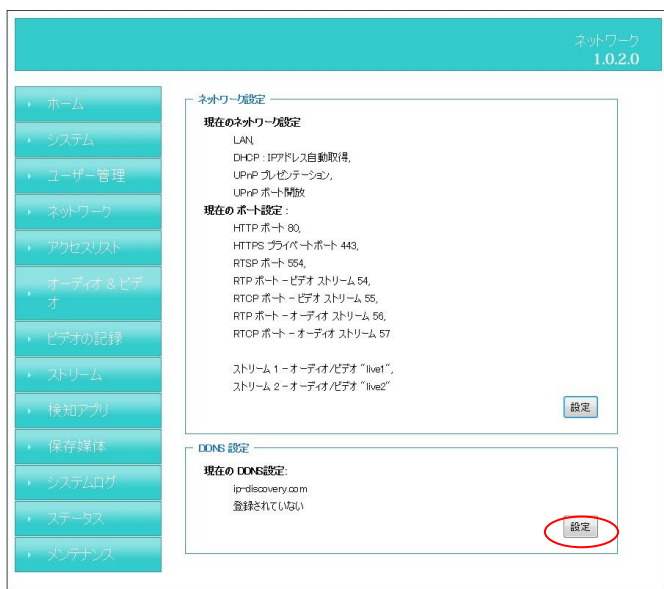 ネットワーク
1.0.2.0
ホーム
システム
ユーザー管理
ネットワーク
アクセスリスト
オーディオ & ビデ
オ
ビデオの記録
ストリーム
検知アプリ
保存媒体
システムログ
ステータス
メンテナンス
ネットワーク設定
現在のネットワーク設定
LAN,
DHCP : IPアドレス自動取得,
UPnP プレゼンテーション,
UPnP ポート開放
現在の ポート設定 :
HTTP ポート 80,
HTTPS プライベートポート 443,
RTSP ポート 554,
RTP ポート - ビデオ ストリーム 54,
RTCP ポート - ビデオ ストリーム 55,
RTP ポート - オーディオ ストリーム 56,
RTCP ポート - オーディオ ストリーム 57
ストリーム 1 - オーディオ/ビデオ "live1",
ストリーム 2 - オーディオ/ビデオ "live2"
設定
DDNS 設定
現在の DDNS設定:
ip-discovery.com
登録されていない
設定